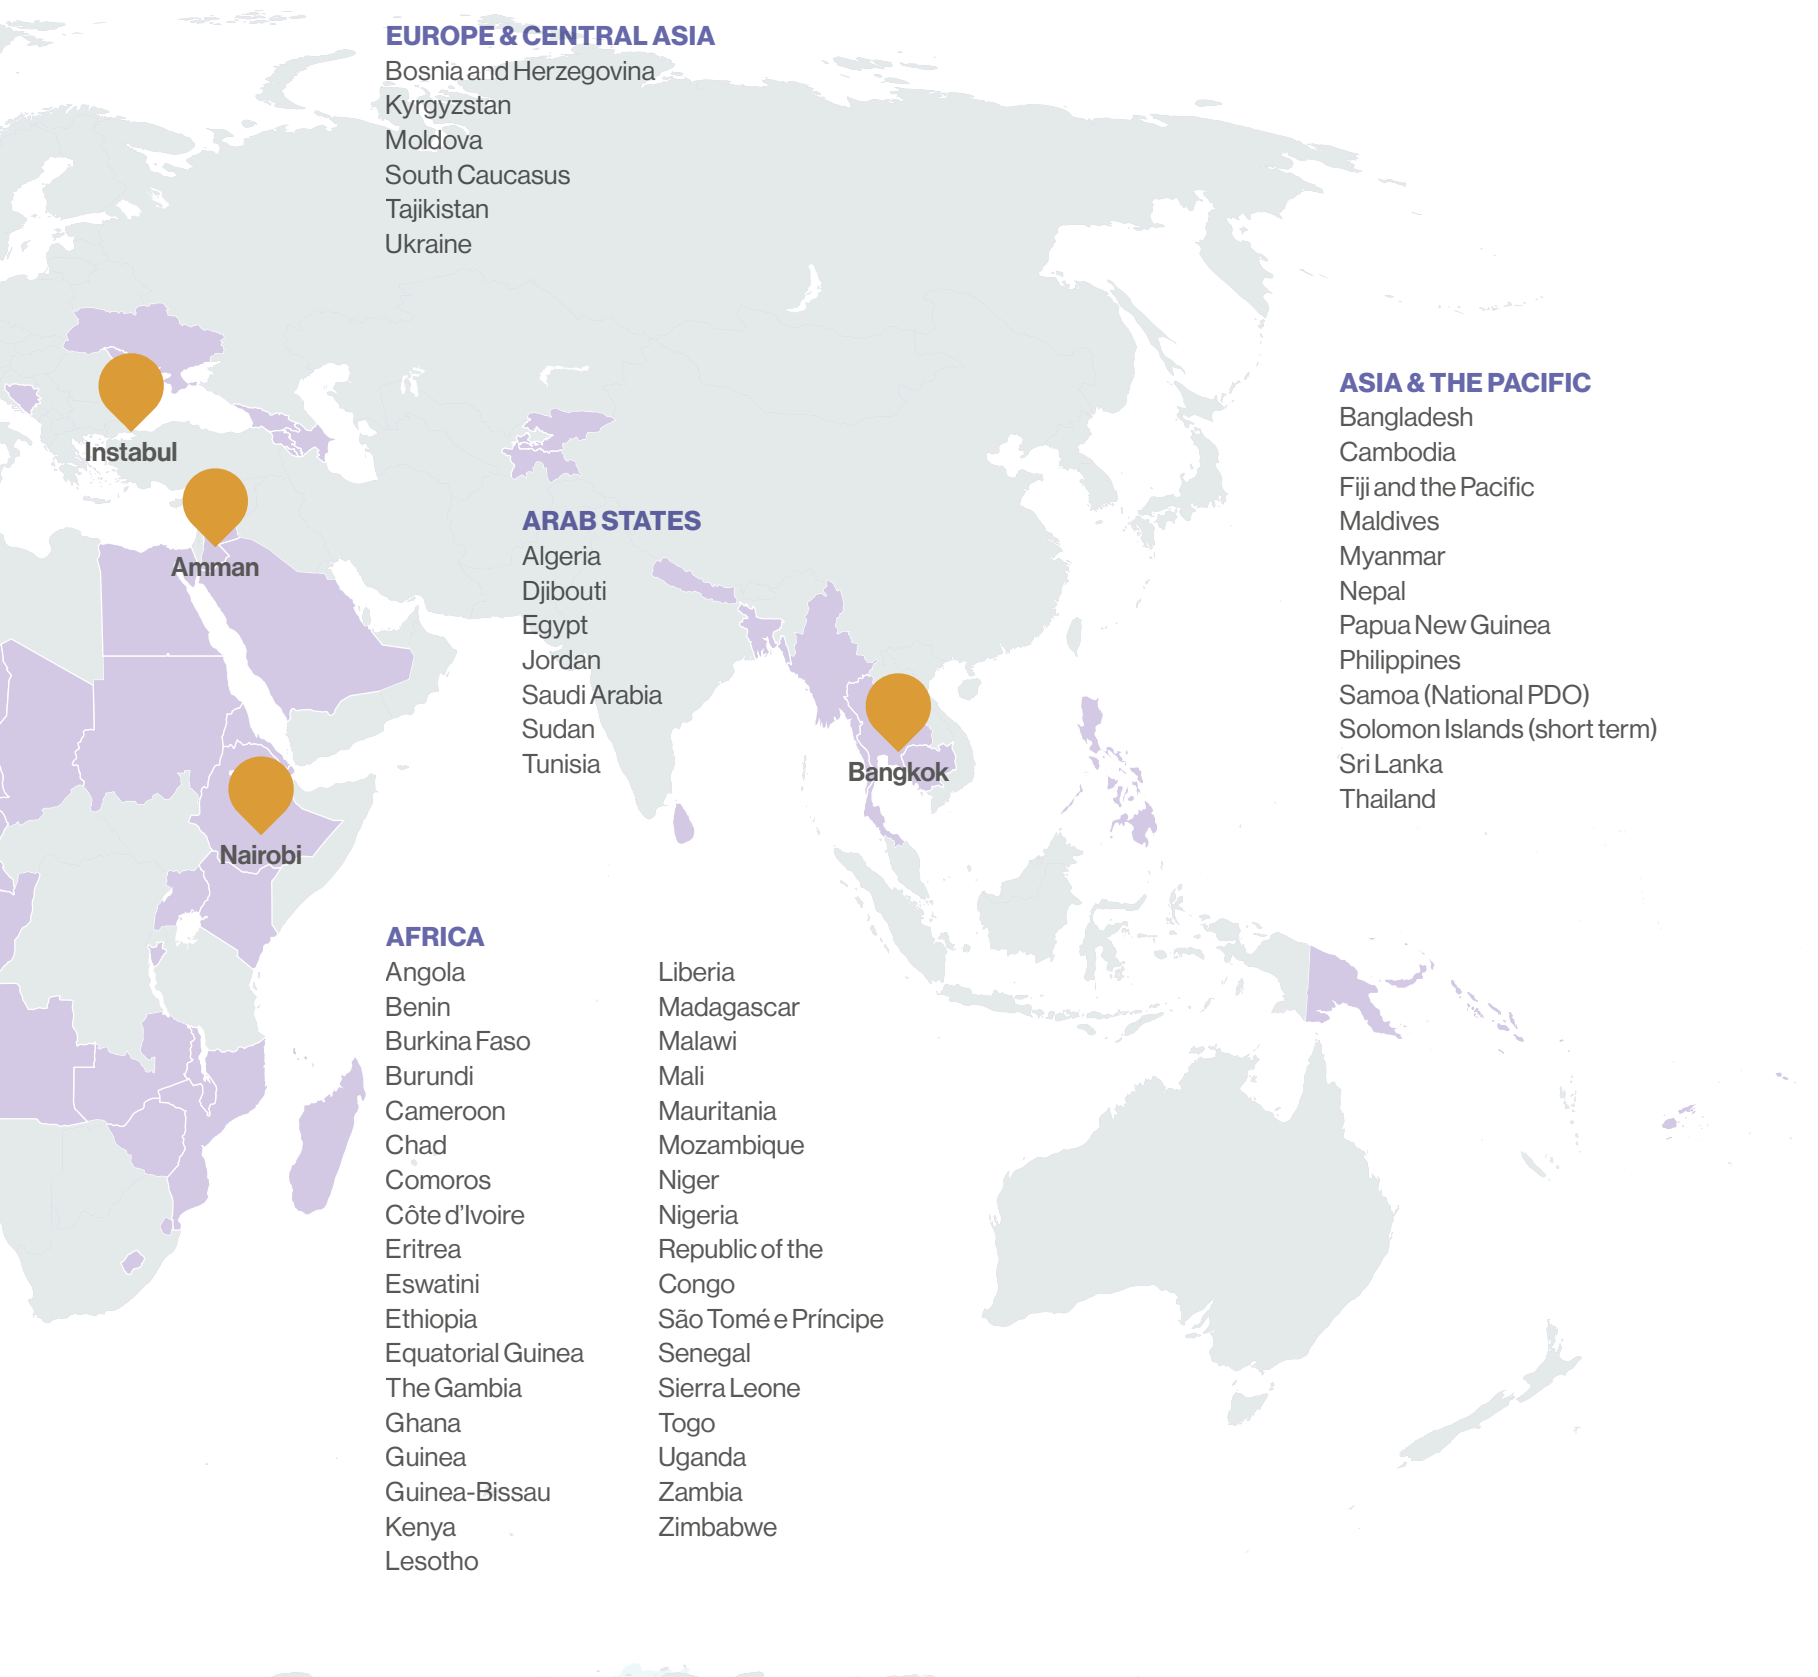 EUROPE & CENTRAL ASIA
Bosnia and Herzegovina
Kyrgyzstan
Moldova
South Caucasus
Tajikistan
Ukraine
Instabul
Amman
Nairobi
Bangkok
ARAB STATES
Algeria
Djibouti
Egypt
Jordan
Saudi Arabia
Sudan
Tunisia
ASIA & THE PACIFIC
Bangladesh
Cambodia
Fiji and the Pacific
Maldives
Myanmar
Nepal
Papua New Guinea
Philippines
Samoa (National PDO)
Solomon Islands (short term)
Sri Lanka
Thailand
AFRICA
Angola
Benin
Burkina Faso
Burundi
Cameroon
Chad
Comoros
Côte d’Ivoire
Eritrea
Eswatini
Ethiopia
Equatorial Guinea
The Gambia
Ghana
Guinea
Guinea-Bissau
Kenya
Lesotho
Liberia
Madagascar
Malawi
Mali
Mauritania
Mozambique
Niger
Nigeria
Republic of the
Congo
São Tomé e Príncipe
Senegal
Sierra Leone
Togo
Uganda
Zambia
Zimbabwe